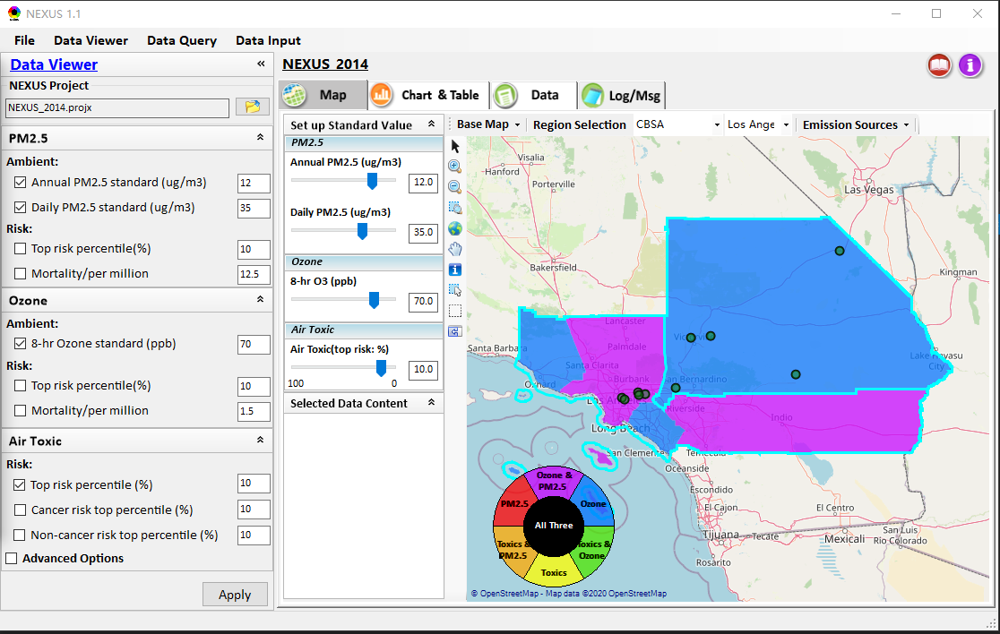 NEXUS 1.1
File Data Viewer Data Query Data Input
Data Viewer «
NEXUS Project
NEXUS_2014.projx
PM2.5
Ambient:
Annual PM2.5 standard (ug/m3) 12
Daily PM2.5 standard (ug/m3) 35
Risk:
Top risk percentile(%) 10
Mortality/per million 12.5
Ozone
Ambient:
8-hr Ozone standard (ppb) 70
Risk:
Top risk percentile(%) 10
Mortality/per million 1.5
Air Toxic
Risk:
Top risk percentile (%) 10
Cancer risk top percentile (%) 10
Non-cancer risk top percentile (%) 10
Advanced Options
Apply
NEXUS_2014
Map Chart & Table Data Log/Msg
Set up Standard Value
PM2.5
Annual PM2.5 (ug/m3)
12.0
Daily PM2.5 (ug/m3)
35.0
Ozone
8-hr O3 (ppb)
70.0
Air Toxic
Air Toxic(top risk: %)
10.0
100 0
Selected Data Content
Base Map Region Selection CBSA Los Ange Emission Sources
Visalia
Hanford
Porterville
Las Vegas
Bakersfield
Kingman
Lancaster
Santa Barba
Palmdale
Lake Havasu
City
Santa Clarita
Burbank
San Bernardino
Los Angeles
Riverside
Indio
Long Beach
San Clemente
Temecula
Oceanside
Escondido
El Cajon
El Centro
Tijuana
Tecate
Mexicali
San Luis
Río Colorado
Rosarito
Ozone &
PM2.5
PM2.5
Ozone
All Three
Toxics &
PM2.5
Toxics &
Ozone
Toxics
© OpenStreetMap - Map data ©2020 OpenStreetMap